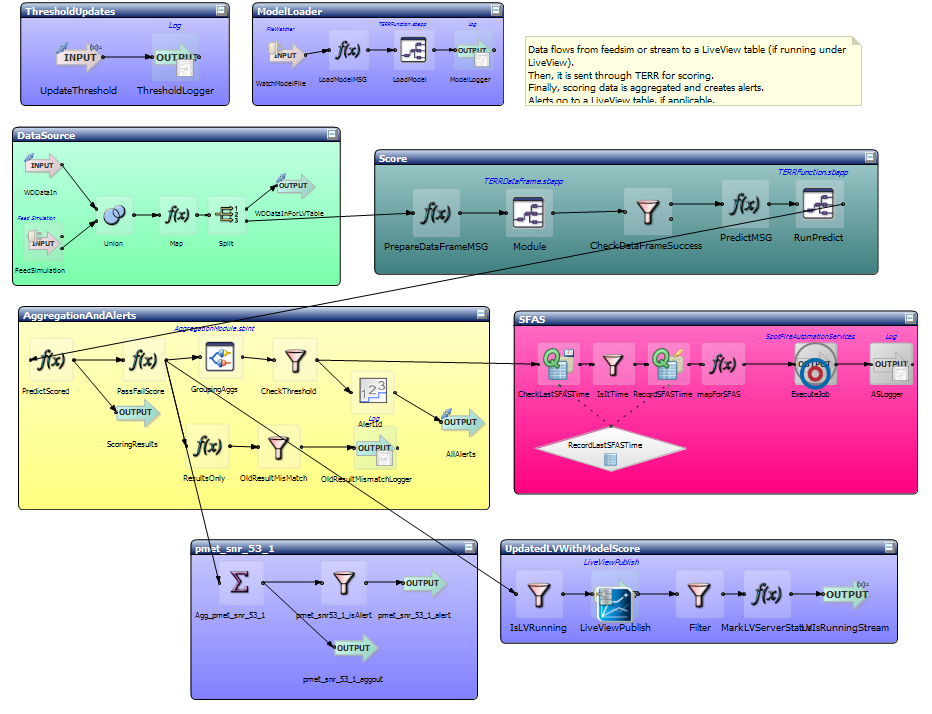 ThresholdUpdates
Log
INPUT
OUTPUT
UpdateThreshold
ThresholdLogger
ModelLoader
FileWatcher
TERRFunction.sbapp
Log
INPUT
f(x)
OUTPUT
WatchModelFile
LoadModelMSG
LoadModel
ModelLogger
Data flows from feedsim or stream to a LiveView table (if running under
LiveView).
Then, it is sent through TERR for scoring.
Finally, scoring data is aggregated and creates alerts.
Alerts go to a LiveView table, if applicable.
DataSource
INPUT
WDDataIn
OUTPUT
WDDataInForLVTable
Feed Simulation
INPUT
FeedSimulation
Union
f(x)
Map
Split
Score
TERRDataFrame.sbapp
TERRFunction.sbapp
f(x)
f(x)
PrepareDataFrameMSG
Module
CheckDataFrameSuccess
PredictMSG
RunPredict
AggregationAndAlerts
AggregationModule.sbint
f(x)
f(x)
PredictScored
PassFailScore
GroupingAggs
CheckThreshold
OUTPUT
ScoringResults
123
AlertId
OUTPUT
AllAlerts
f(x)
Log
OUTPUT
ResultsOnly
OldResultMisMatch
OldResultMismatchLogger
SFAS
SpotFireAutomationServices
Log
f(x)
OUTPUT
OUTPUT
CheckLastSFASTime
IsItTime
RecordSFASTime
mapForSFAS
ExecuteJob
ASLogger
RecordLastSFASTime
pmet_snr_53_1
Σ
OUTPUT
Agg_pmet_snr_53_1
pmet_snr53_1_isAlert
pmet_snr_53_1_alert
OUTPUT
pmet_snr_53_1_aggout
UpdatedLVWithModelScore
LiveViewPublish
f(x)
OUTPUT
IsLVRunning
LiveViewPublish
Filter
MarkLVServerStat
LVIsRunningStream